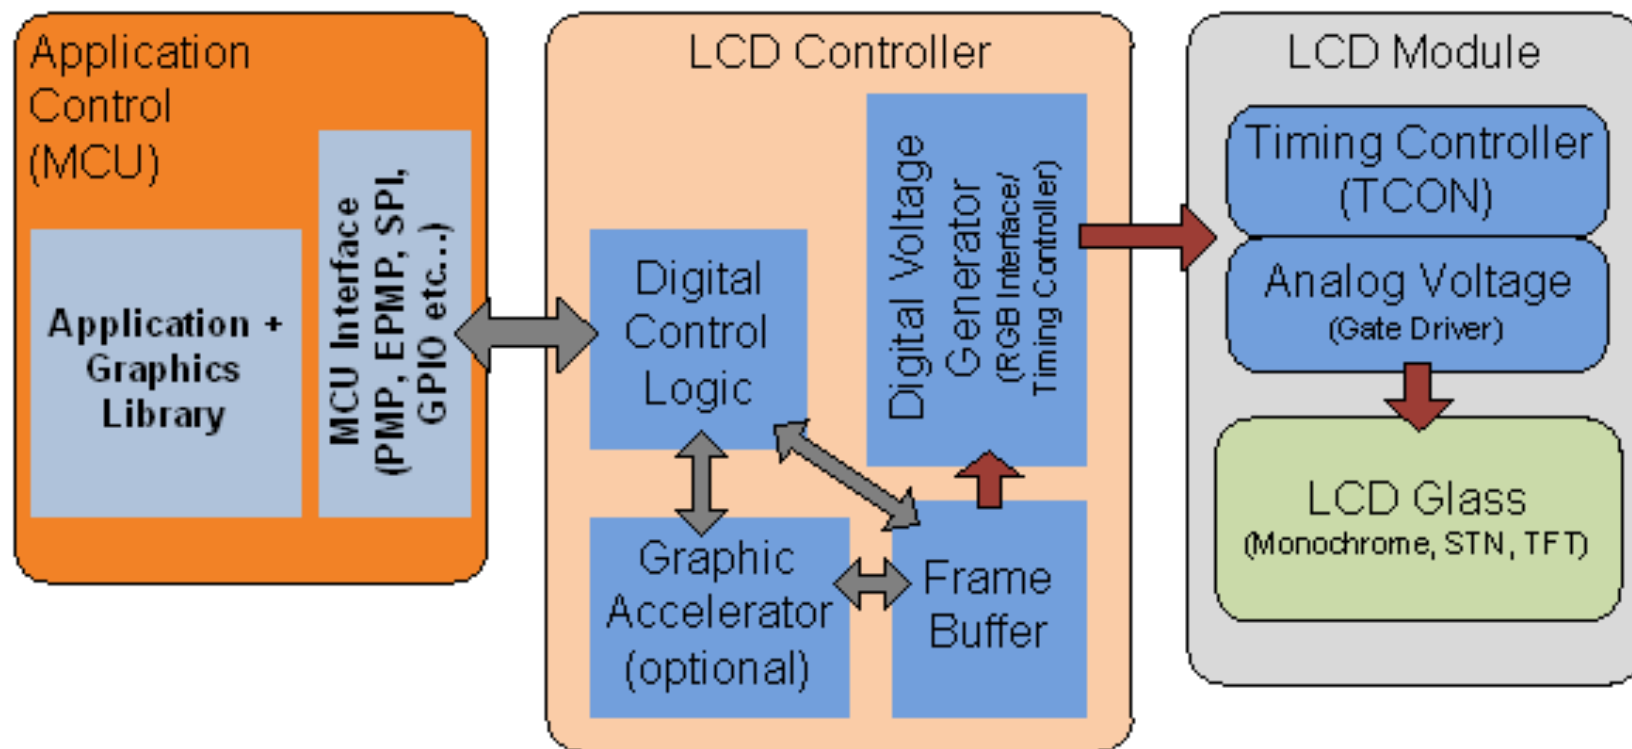 Application
Control
(MCU)
Application +
Graphics
Library
MCU Interface
(PMP, EPMP, SPI,
GPIO etc...)
LCD Controller
Digital
Control
Logic
Graphic
Accelerator
(optional)
Frame
Buffer
Digital Voltage
Generator
(RGB Interface/
Timing Controller)
LCD Module
Timing Controller
(TCON)
Analog Voltage
(Gate Driver)
LCD Glass
(Monochrome, STN, TFT)